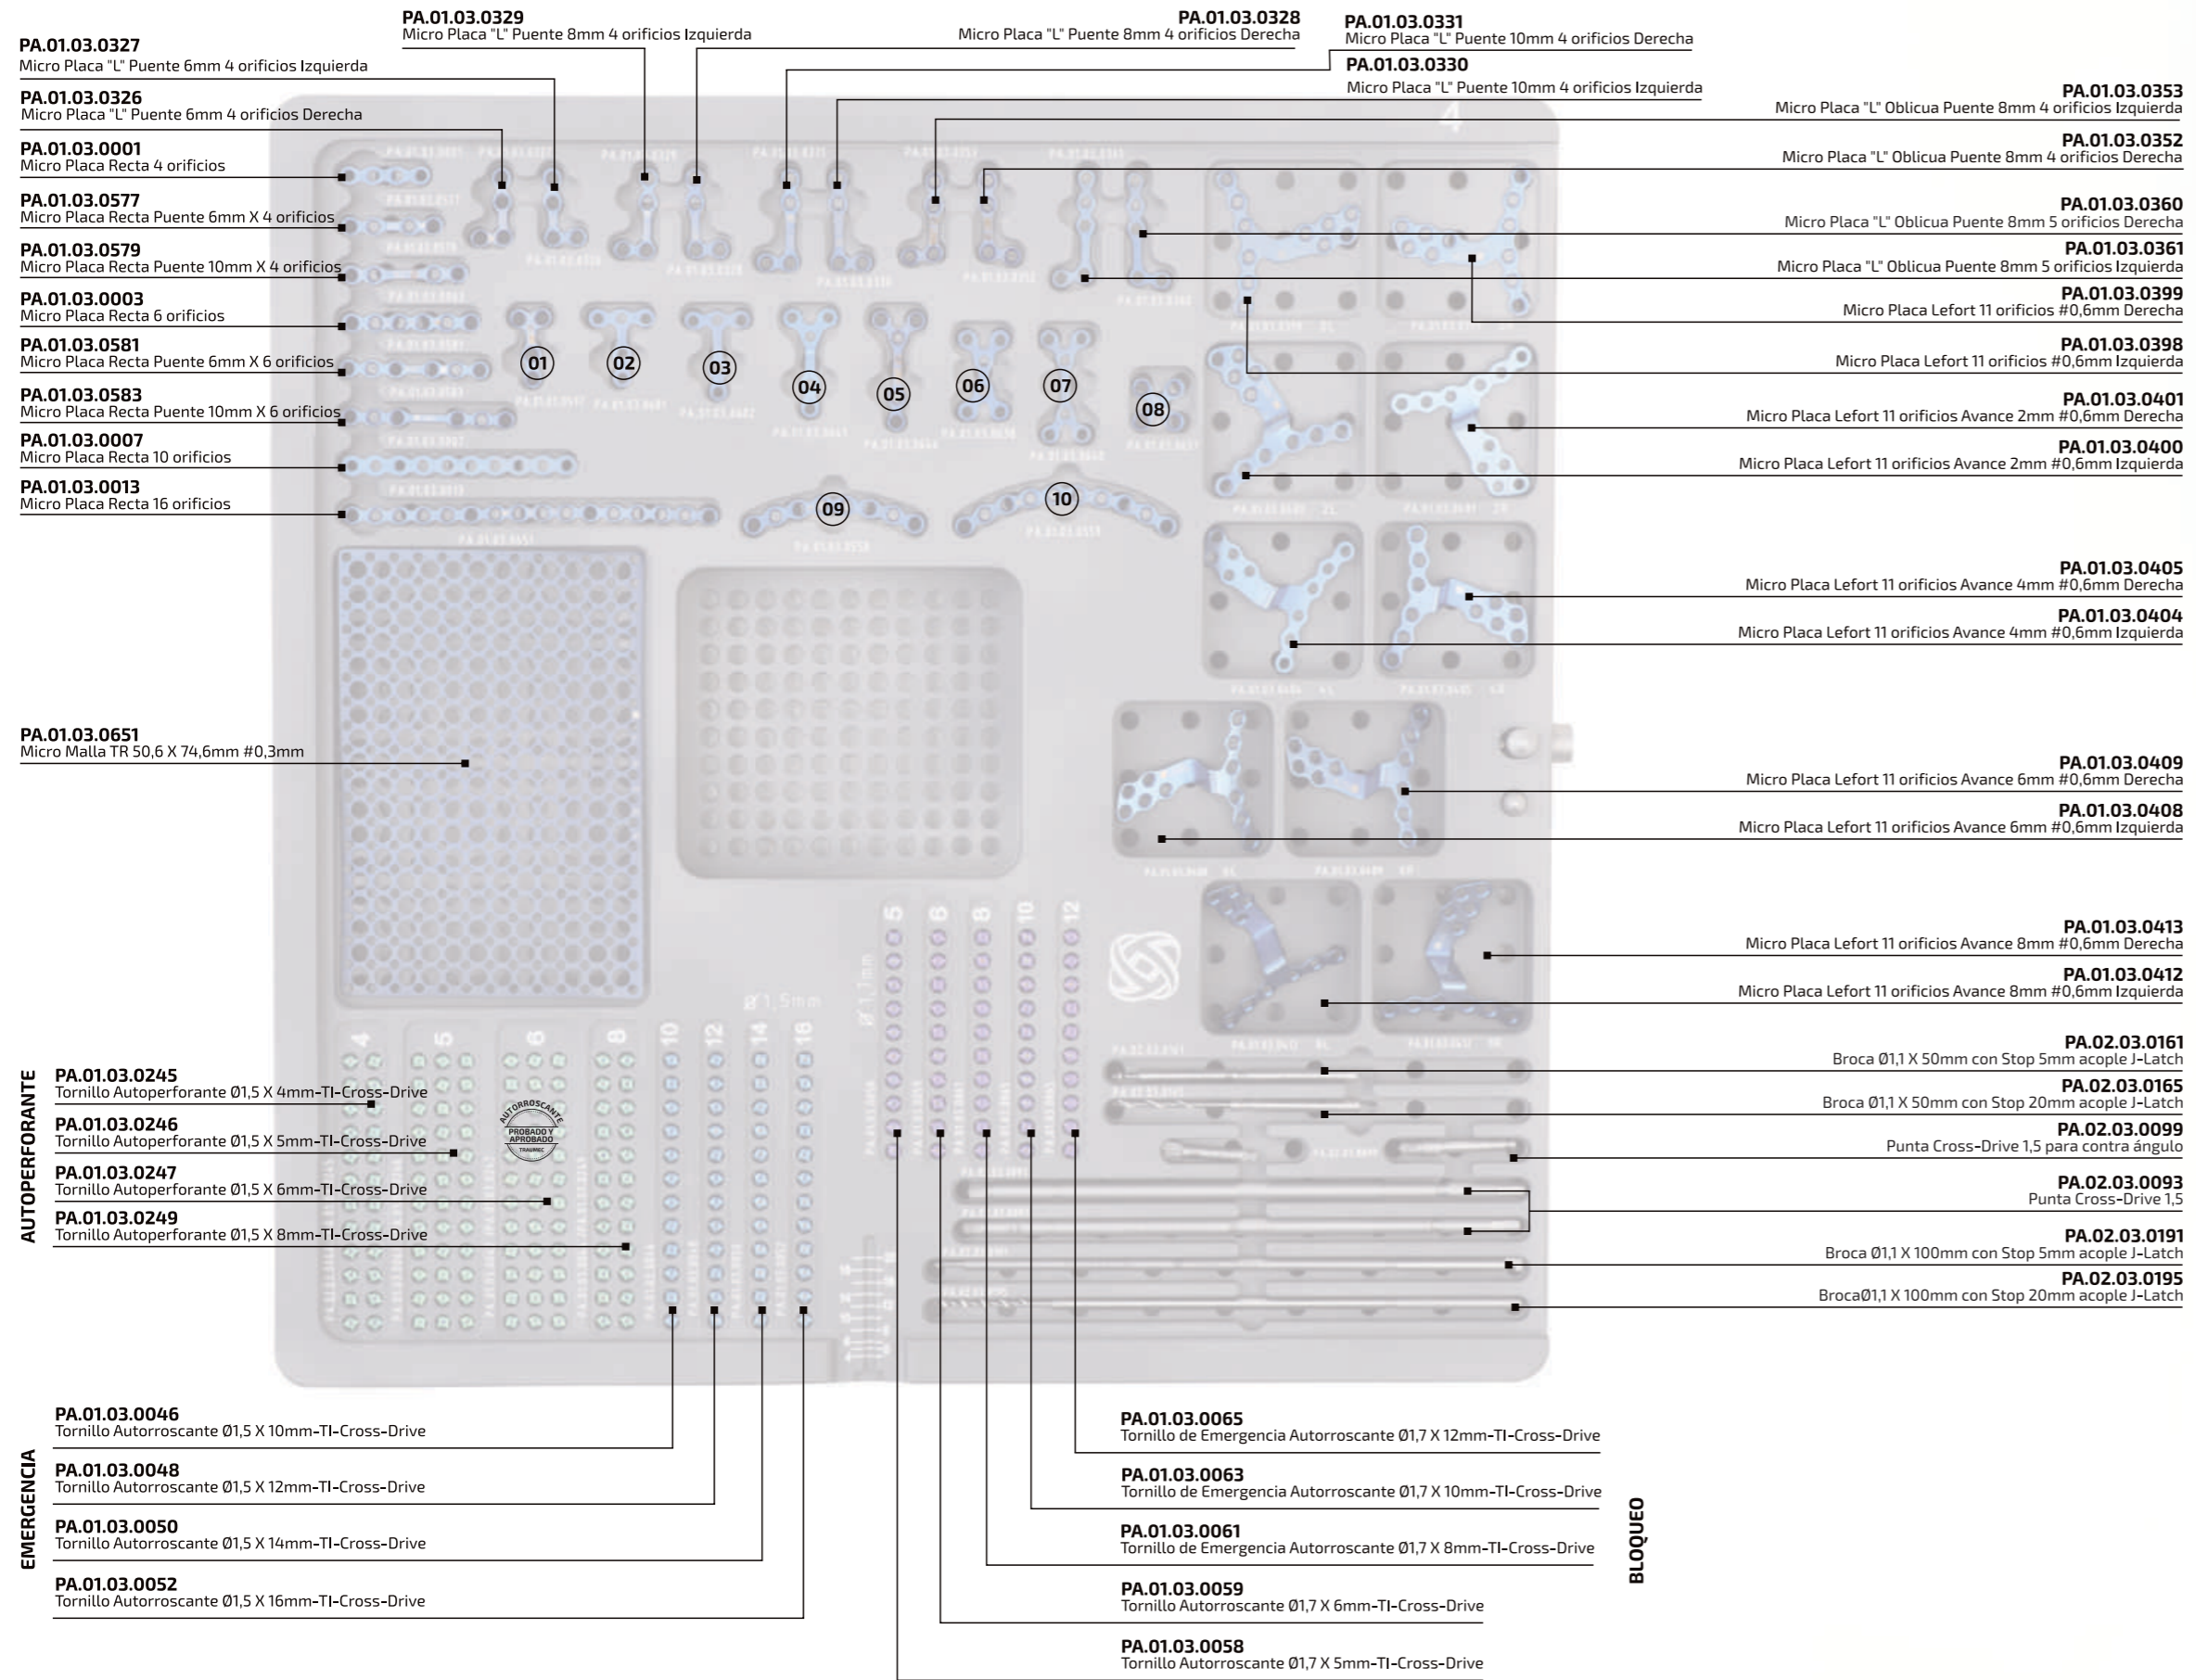 PA.01.03.0329
Micro Placa "L" Puente 8mm 4 orificios Izquierda
PA.01.03.0328
Micro Placa "L" Puente 8mm 4 orificios Derecha
PA.01.03.0331
Micro Placa "L" Puente 10mm 4 orificios Derecha
PA.01.03.0330
Micro Placa "L" Puente 10mm 4 orificios Izquierda
PA.01.03.0327
Micro Placa "L" Puente 6mm 4 orificios Izquierda
PA.01.03.0326
Micro Placa "L" Puente 6mm 4 orificios Derecha
PA.01.03.0001
Micro Placa Recta 4 orificios
PA.01.03.0577
Micro Placa Recta Puente 6mm X 4 orificios
PA.01.03.0579
Micro Placa Recta Puente 10mm X 4 orificios
PA.01.03.0003
Micro Placa Recta 6 orificios
PA.01.03.0581
Micro Placa Recta Puente 6mm X 6 orificios
PA.01.03.0583
Micro Placa Recta Puente 10mm X 6 orificios
PA.01.03.0007
Micro Placa Recta 10 orificios
PA.01.03.0013
Micro Placa Recta 16 orificios
PA.01.03.0651
Micro Malla TR 50,6 X 74,6mm #0,3mm
4
01
02
03
04
05
06
07
08
09
10
PA.01.03.0353
Micro Placa "L" Oblicua Puente 8mm 4 orificios Izquierda
PA.01.03.0352
Micro Placa "L" Oblicua Puente 8mm 4 orificios Derecha
PA.01.03.0360
Micro Placa "L" Oblicua Puente 8mm 5 orificios Derecha
PA.01.03.0361
Micro Placa "L" Oblicua Puente 8mm 5 orificios Izquierda
PA.01.03.0399
Micro Placa Lefort 11 orificios #0,6mm Derecha
PA.01.03.0398
Micro Placa Lefort 11 orificios #0,6mm Izquierda
PA.01.03.0401
Micro Placa Lefort 11 orificios Avance 2mm #0,6mm Derecha
PA.01.03.0400
Micro Placa Lefort 11 orificios Avance 2mm #0,6mm Izquierda
PA.01.03.0405
Micro Placa Lefort 11 orificios Avance 4mm #0,6mm Derecha
PA.01.03.0404
Micro Placa Lefort 11 orificios Avance 4mm #0,6mm Izquierda
PA.01.03.0409
Micro Placa Lefort 11 orificios Avance 6mm #0,6mm Derecha
PA.01.03.0408
Micro Placa Lefort 11 orificios Avance 6mm #0,6mm Izquierda
PA.01.03.0413
Micro Placa Lefort 11 orificios Avance 8mm #0,6mm Derecha
PA.01.03.0412
Micro Placa Lefort 11 orificios Avance 8mm #0,6mm Izquierda
PA.02.03.0161
Broca Ø1,1 X 50mm con Stop 5mm acople J-Latch
PA.02.03.0165
Broca Ø1,1 X 50mm con Stop 20mm acople J-Latch
PA.02.03.0099
Punta Cross-Drive 1,5 para contra ángulo
PA.02.03.0093
Punta Cross-Drive 1,5
PA.02.03.0191
Broca Ø1,1 X 100mm con Stop 5mm acople J-Latch
PA.02.03.0195
BrocaØ1,1 X 100mm con Stop 20mm acople J-Latch
Ø 1,7mm
5
6
8
10
12
Ø 1,5mm
4
5
6
8
10
12
14
16
AUTOPERFORANTE
PA.01.03.0245
Tornillo Autoperforante Ø1,5 X 4mm-TI-Cross-Drive
PA.01.03.0246
Tornillo Autoperforante Ø1,5 X 5mm-TI-Cross-Drive
PA.01.03.0247
Tornillo Autoperforante Ø1,5 X 6mm-TI-Cross-Drive
PA.01.03.0249
Tornillo Autoperforante Ø1,5 X 8mm-TI-Cross-Drive
AUTORROSCANTE
PROBADO Y
APROBADO
TRAUMEC
EMERGENCIA
PA.01.03.0046
Tornillo Autorroscante Ø1,5 X 10mm-TI-Cross-Drive
PA.01.03.0048
Tornillo Autorroscante Ø1,5 X 12mm-TI-Cross-Drive
PA.01.03.0050
Tornillo Autorroscante Ø1,5 X 14mm-TI-Cross-Drive
PA.01.03.0052
Tornillo Autorroscante Ø1,5 X 16mm-TI-Cross-Drive
BLOQUEO
PA.01.03.0065
Tornillo de Emergencia Autorroscante Ø1,7 X 12mm-TI-Cross-Drive
PA.01.03.0063
Tornillo de Emergencia Autorroscante Ø1,7 X 10mm-TI-Cross-Drive
PA.01.03.0061
Tornillo de Emergencia Autorroscante Ø1,7 X 8mm-TI-Cross-Drive
PA.01.03.0059
Tornillo Autorroscante Ø1,7 X 6mm-TI-Cross-Drive
PA.01.03.0058
Tornillo Autorroscante Ø1,7 X 5mm-TI-Cross-Drive